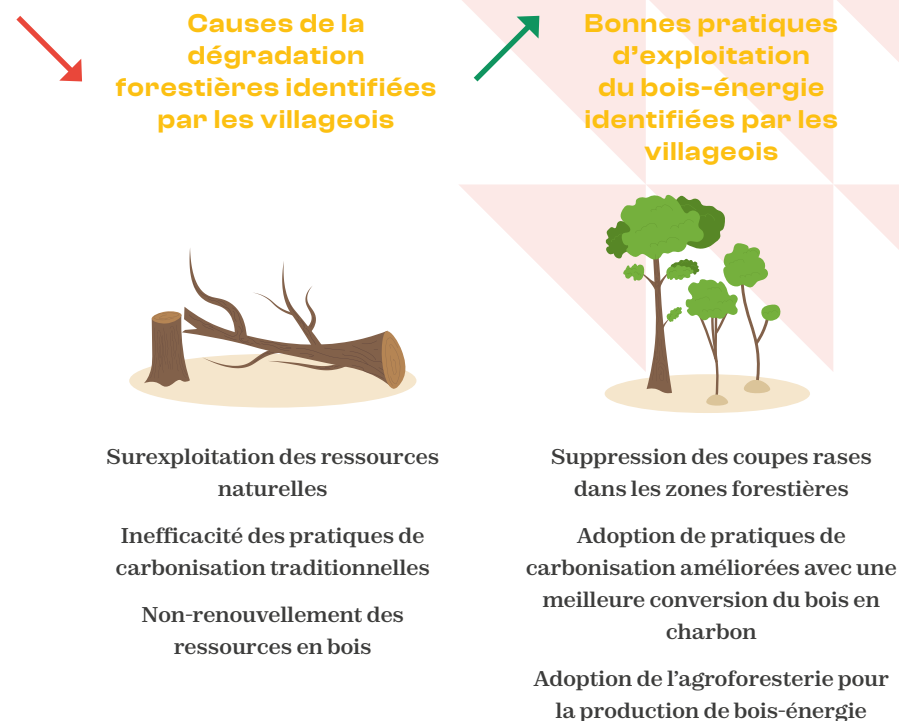 Causes de la
dégradation
forestières identifiées
par les villageois
Surexploitation des ressources
naturelles
Inefficacité des pratiques de
carbonisation traditionnelles
Non-renouvellement des
ressources en bois
Bonnes pratiques
d’exploitation
du bois-énergie
identifiées par les
villageois
Suppression des coupes rases
dans les zones forestières
Adoption de pratiques de
carbonisation améliorées avec une
meilleure conversion du bois en
charbon
Adoption de l’agroforesterie pour
la production de bois-énergie